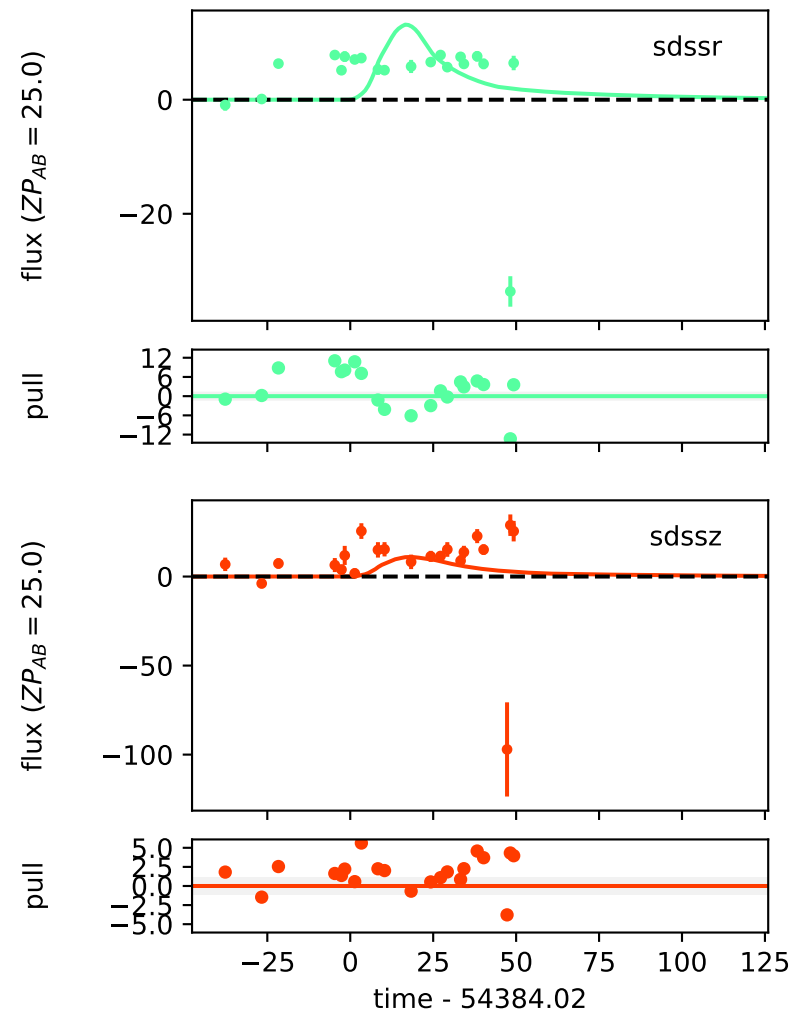 sdssr
flux (ZP_AB = 25.0)
0
−20
pull
12
6
0
−6
−12
sdssz
flux (ZP_AB = 25.0)
0
−50
−100
pull
5.0
2.5
0.0
−2.5
−5.0
−25 0 25 50 75 100 125
time - 54384.02